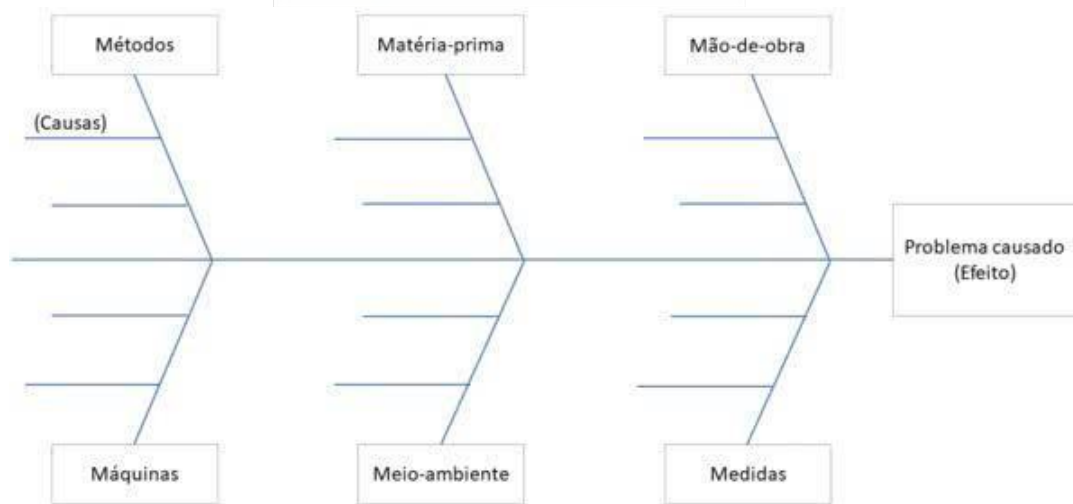 Métodos
Matéria-prima
Mão-de-obra
(Causas)
Problema causado
(Efeito)
Máquinas
Meio-ambiente
Medidas